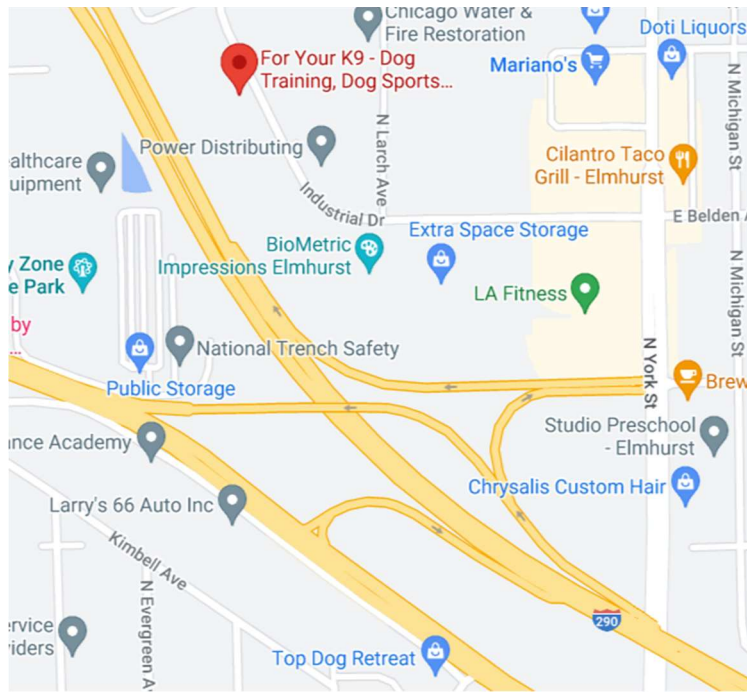 Chicago Water &
Fire Restoration
Doti Liquors
For Your K9 - Dog
Training, Dog Sports...
Mariano's
N Michigan St
N Larch Ave
Power Distributing
Cilantro Taco
Grill - Elmhurst
ealthcare
uipment
Industrial Dr
E Belden A
Extra Space Storage
BioMetric
Impressions Elmhurst
y Zone
e Park
LA Fitness
N Michigan St
by
...
National Trench Safety
N York St
Public Storage
Brew
Studio Preschool
- Elmhurst
ance Academy
Chrysalis Custom Hair
Larry's 66 Auto Inc
Kimbell Ave
N Evergreen Av
290
ervice
viders
Top Dog Retreat